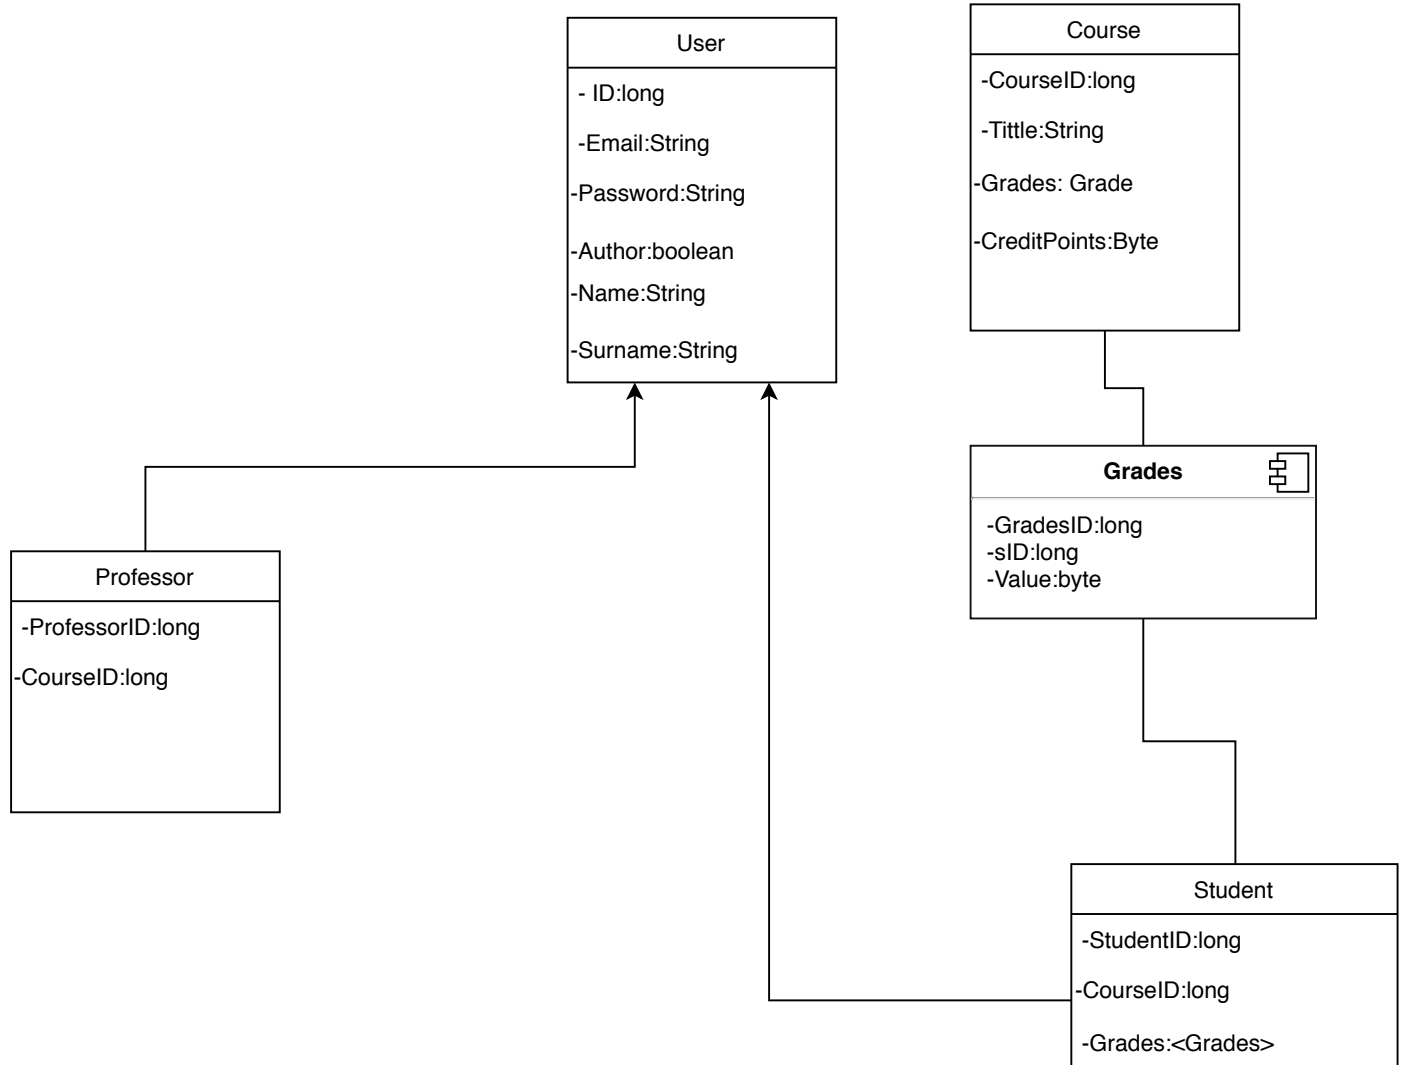 User
- ID:long
-Email:String
-Password:String
-Author:boolean
-Name:String
-Surname:String
Course
-CourseID:long
-Tittle:String
-Grades: Grade
-CreditPoints:Byte
Grades
-GradesID:long
-sID:long
-Value:byte
Professor
-ProfessorID:long
-CourseID:long
Student
-StudentID:long
-CourseID:long
-Grades:<Grades>